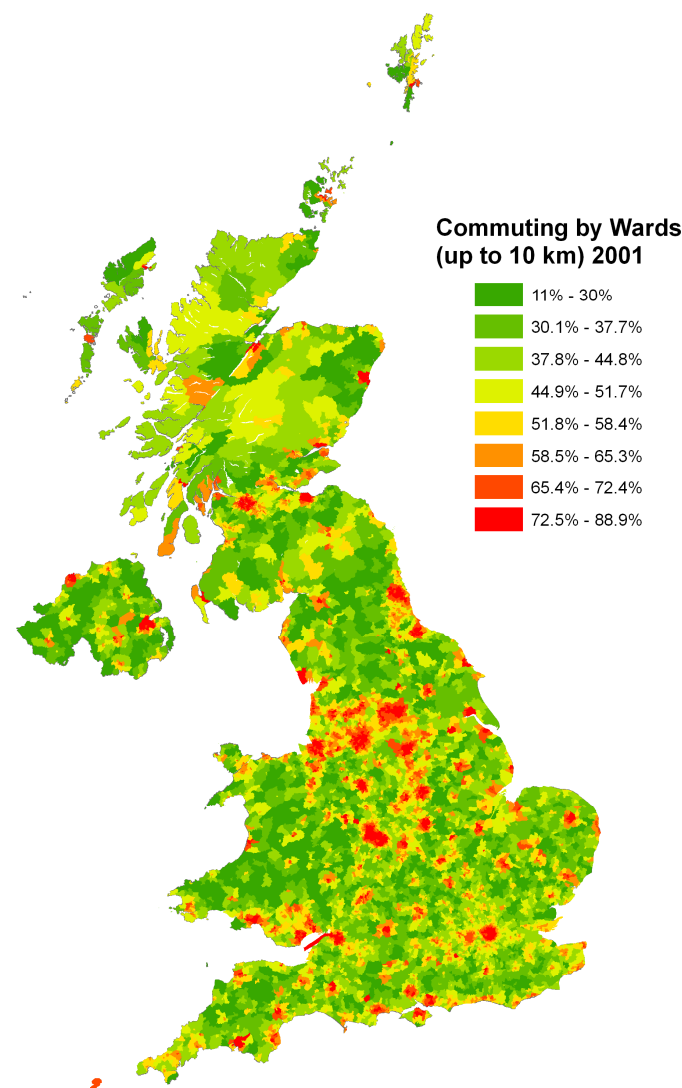 Commuting by Wards
(up to 10 km) 2001
11% - 30%
30.1% - 37.7%
37.8% - 44.8%
44.9% - 51.7%
51.8% - 58.4%
58.5% - 65.3%
65.4% - 72.4%
72.5% - 88.9%